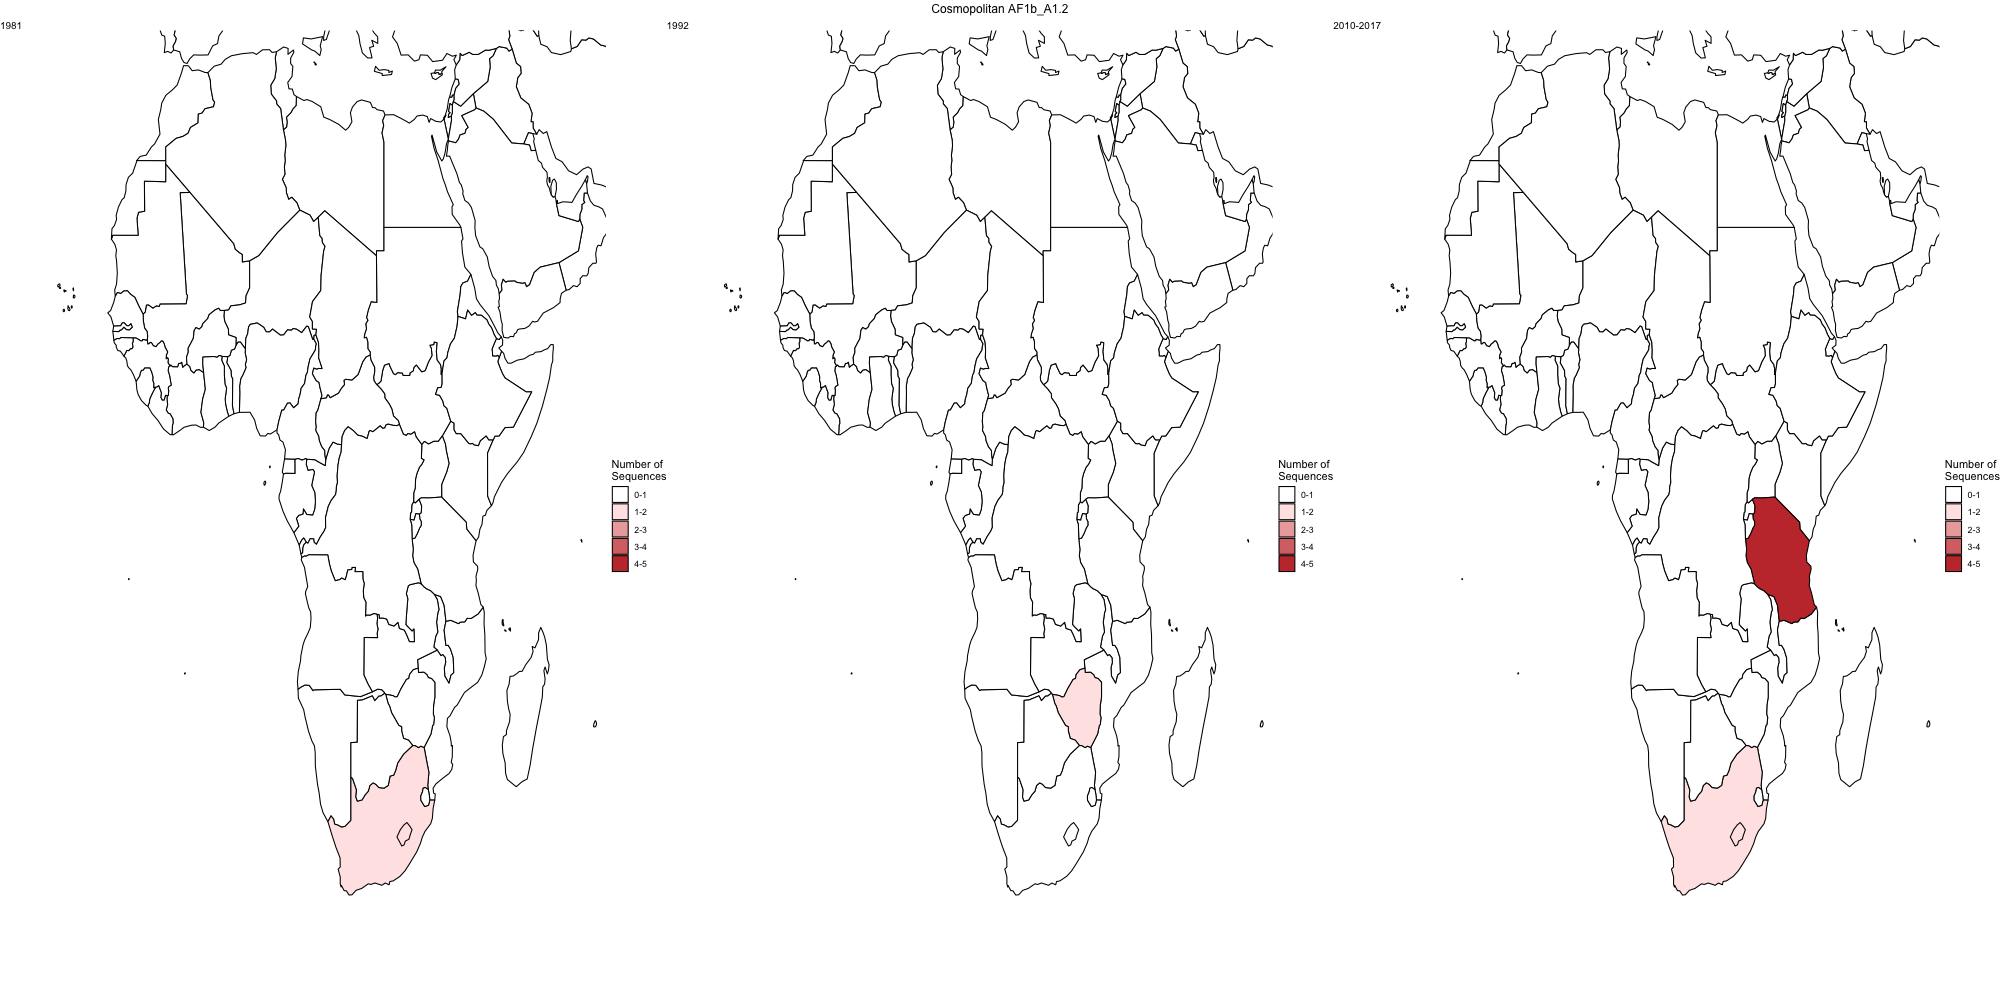 Cosmopolitan AF1b_A1.2
1981
1992
2010-2017
Number of
Sequences
0-1
1-2
2-3
3-4
4-5
Number of
Sequences
0-1
1-2
2-3
3-4
4-5
Number of
Sequences
0-1
1-2
2-3
3-4
4-5